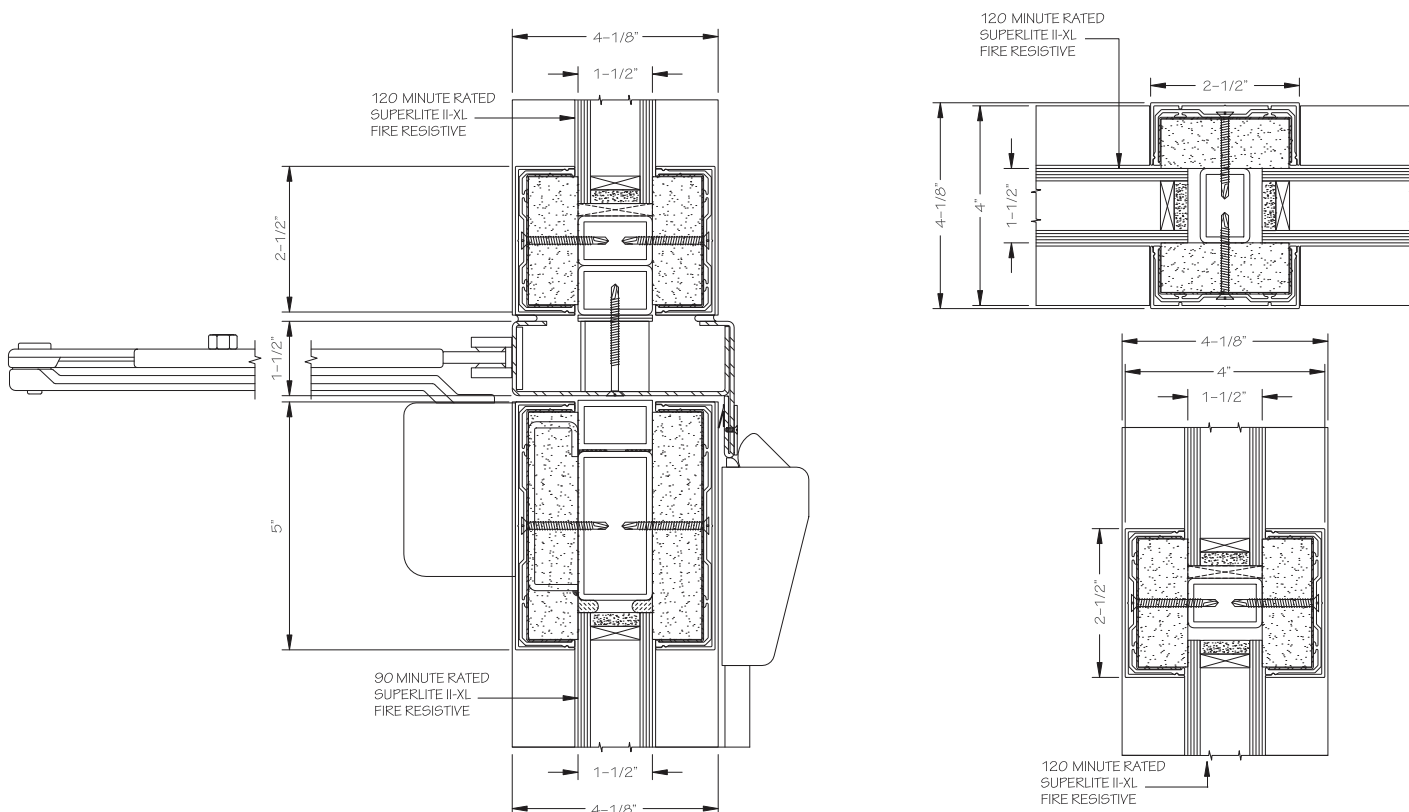 4-1/8"
1-1/2"
120 MINUTE RATED
SUPERLITE II-XL
FIRE RESISTIVE
2-1/2"
1-1/2"
5"
90 MINUTE RATED
SUPERLITE II-XL
FIRE RESISTIVE
1-1/2"
4-1/8"
120 MINUTE RATED
SUPERLITE II-XL
FIRE RESISTIVE
2-1/2"
4-1/8"
4"
1-1/2"
4-1/8"
4"
1-1/2"
2-1/2"
120 MINUTE RATED
SUPERLITE II-XL
FIRE RESISTIVE